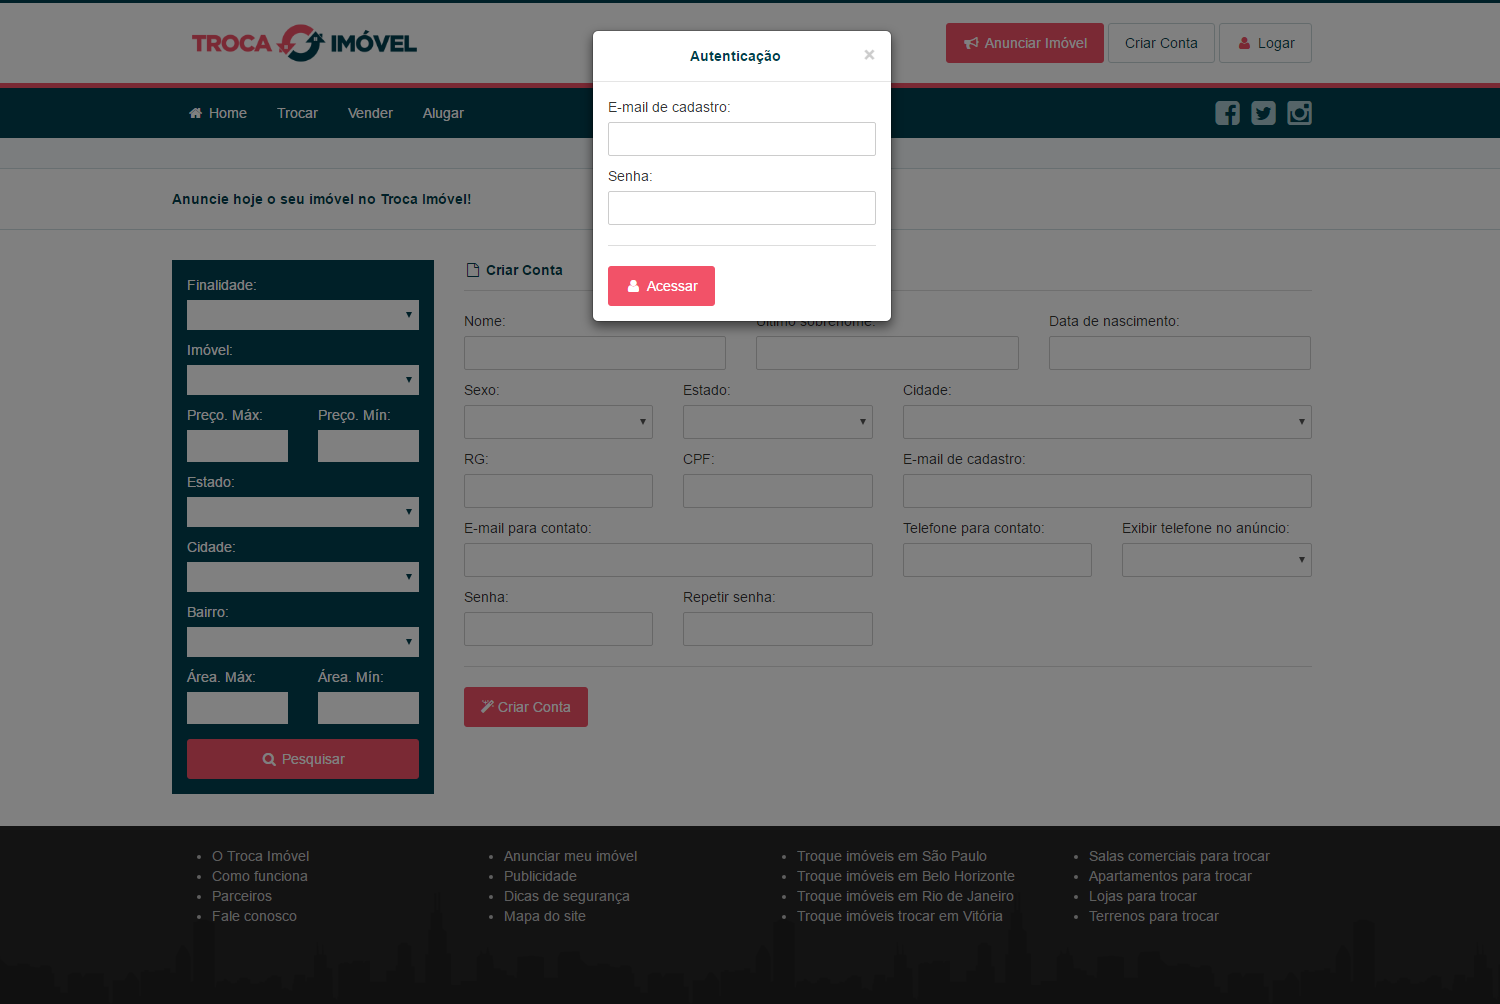 TROCA IMÓVEL
Anunciar Imóvel
Criar Conta
Logar
Home
Trocar
Vender
Alugar
Autenticação
×
E-mail de cadastro:
Senha:
Acessar
Anuncie hoje o seu imóvel no Troca Imóvel!
Finalidade:
Imóvel:
Preço. Máx:
Preço. Mín:
Estado:
Cidade:
Bairro:
Área. Máx:
Área. Mín:
Pesquisar
Criar Conta
Nome:
Último sobrenome:
Data de nascimento:
Sexo:
Estado:
Cidade:
RG:
CPF:
E-mail de cadastro:
E-mail para contato:
Telefone para contato:
Exibir telefone no anúncio:
Senha:
Repetir senha:
Criar Conta
O Troca Imóvel
Como funciona
Parceiros
Fale conosco
Anunciar meu imóvel
Publicidade
Dicas de segurança
Mapa do site
Troque imóveis em São Paulo
Troque imóveis em Belo Horizonte
Troque imóveis em Rio de Janeiro
Troque imóveis trocar em Vitória
Salas comerciais para trocar
Apartamentos para trocar
Lojas para trocar
Terrenos para trocar